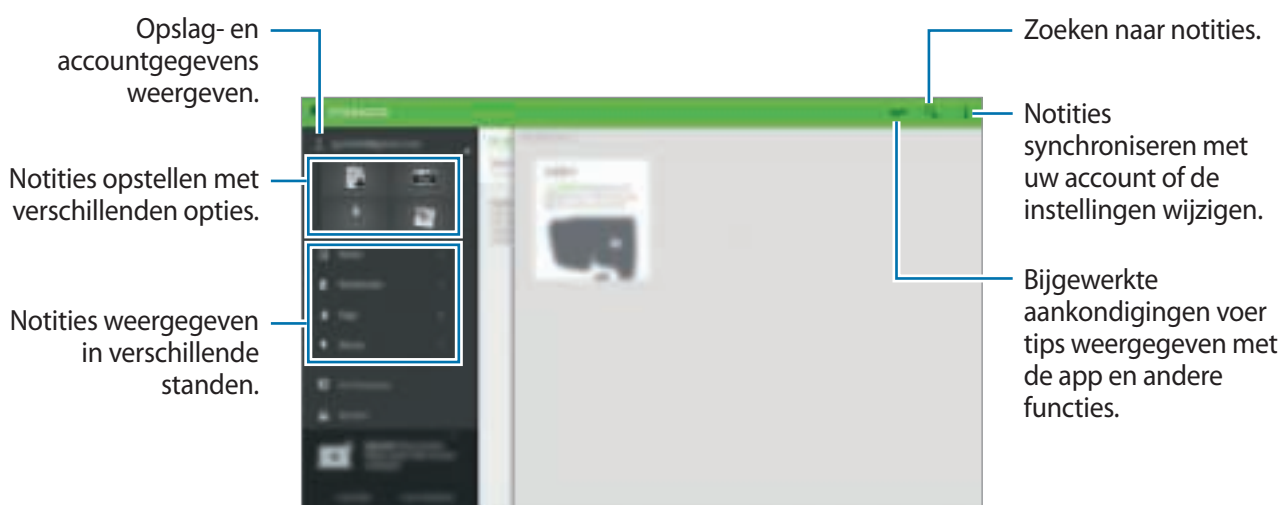 Opslag- en
accountgegevens
weergeven.
Notities opstellen met
verschillenden opties.
Notities weergegeven
in verschillende
standen.
Zoeken naar notities.
Notities
synchroniseren met
uw account of de
instellingen wijzigen.
Bijgewerkte
aankondigingen voer
tips weergegeven met
de app en andere
functies.